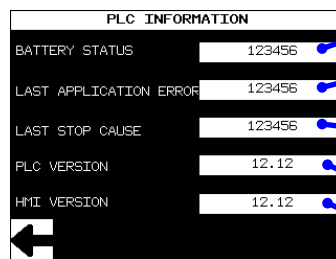 PLC INFORMATION
BATTERY STATUS 123456
LAST APPLICATION ERROR 123456
LAST STOP CAUSE 123456
PLC VERSION 12.12
HMI VERSION 12.12